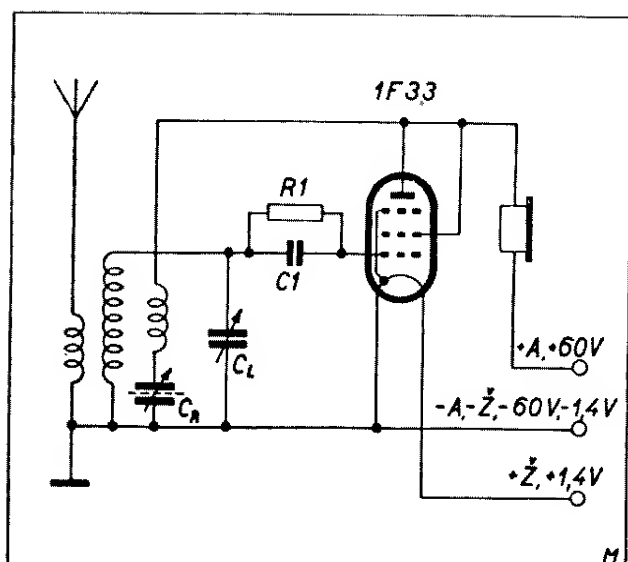 1F33
R1
C1
C_L
C_R
+A,+60V
-A,-Ž,-60V,-1,4V
+Ž,+1,4V
M